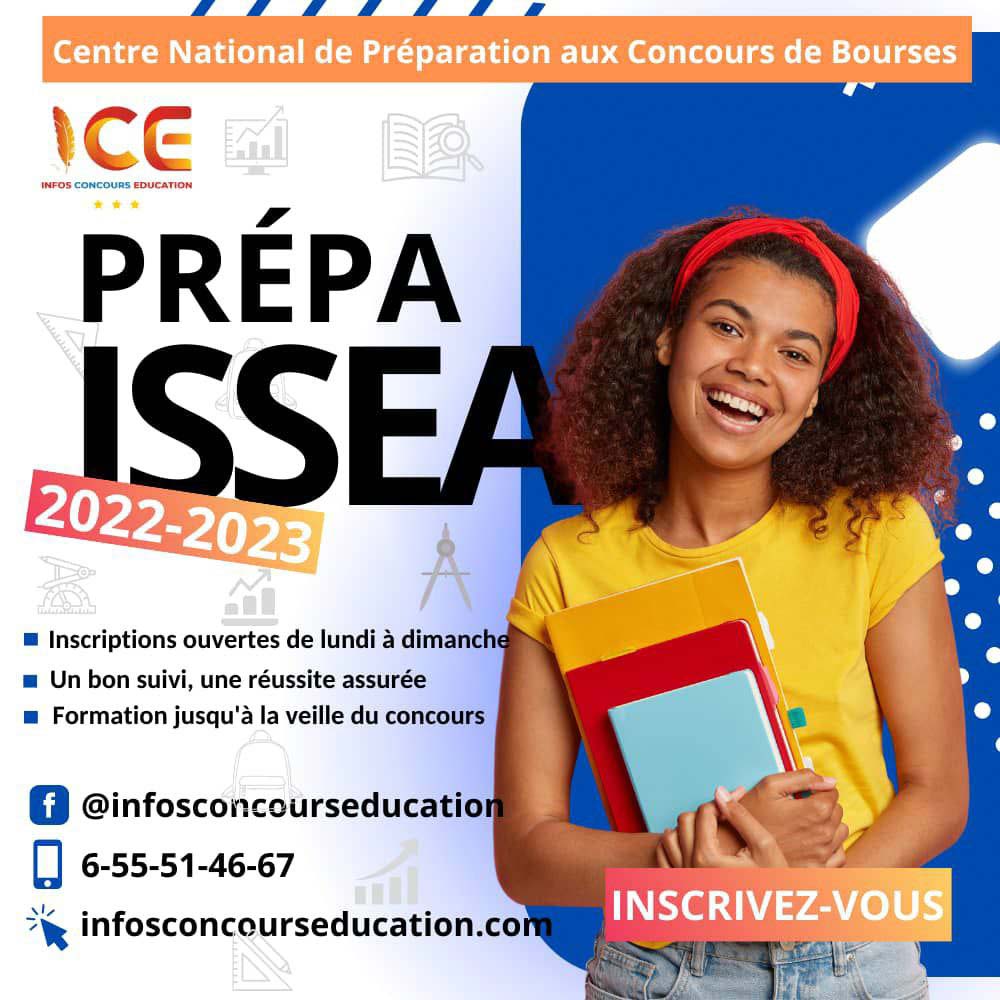 Centre National de Préparation aux Concours de Bourses
ICE
INFOS CONCOURS EDUCATION
PRÉPA
ISSEA
2022-2023
Inscriptions ouvertes de lundi à dimanche
Un bon suivi, une réussite assurée
Formation jusqu'à la veille du concours
@infosconcourseducation
6-55-51-46-67
infosconcourseducation.com
INSCRIVEZ-VOUS